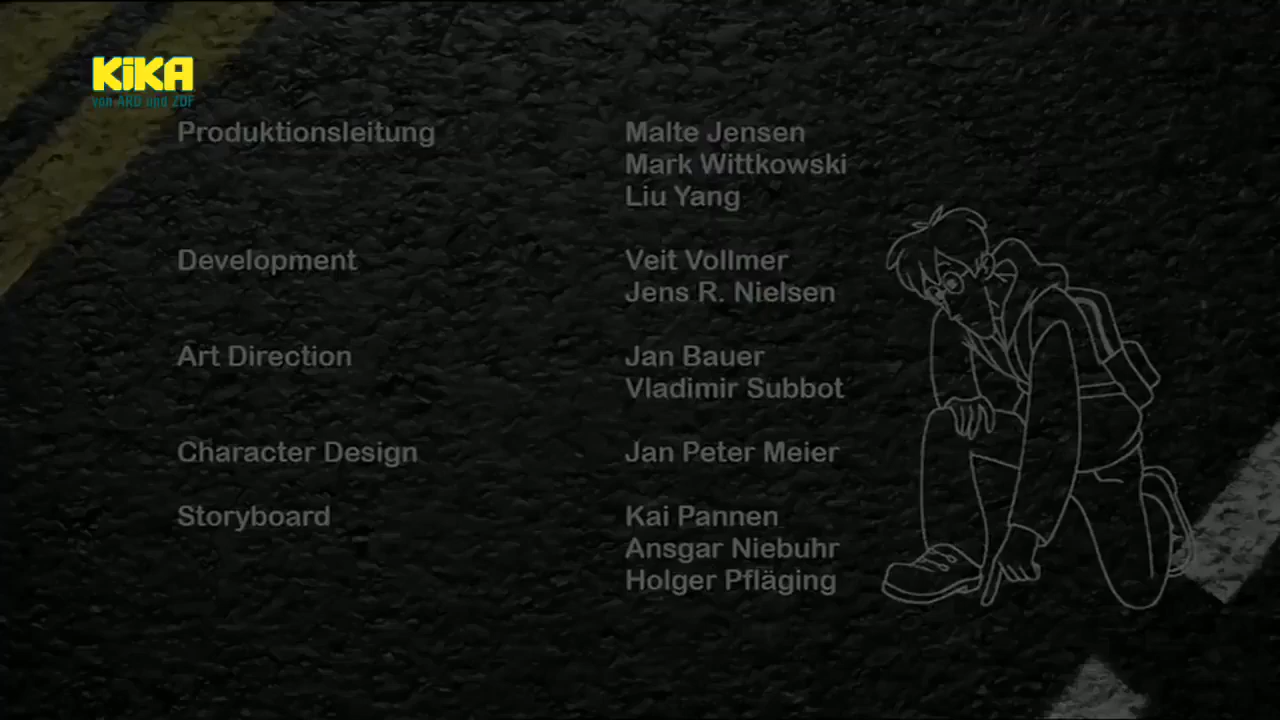 KiKA
von ARD und ZDF
Produktionsleitung Malte Jensen
Mark Wittkowski
Liu Yang
Development Veit Vollmer
Jens R. Nielsen
Art Direction Jan Bauer
Vladimir Subbot
Character Design Jan Peter Meier
Storyboard Kai Pannen
Ansgar Niebuhr
Holger Pfläging